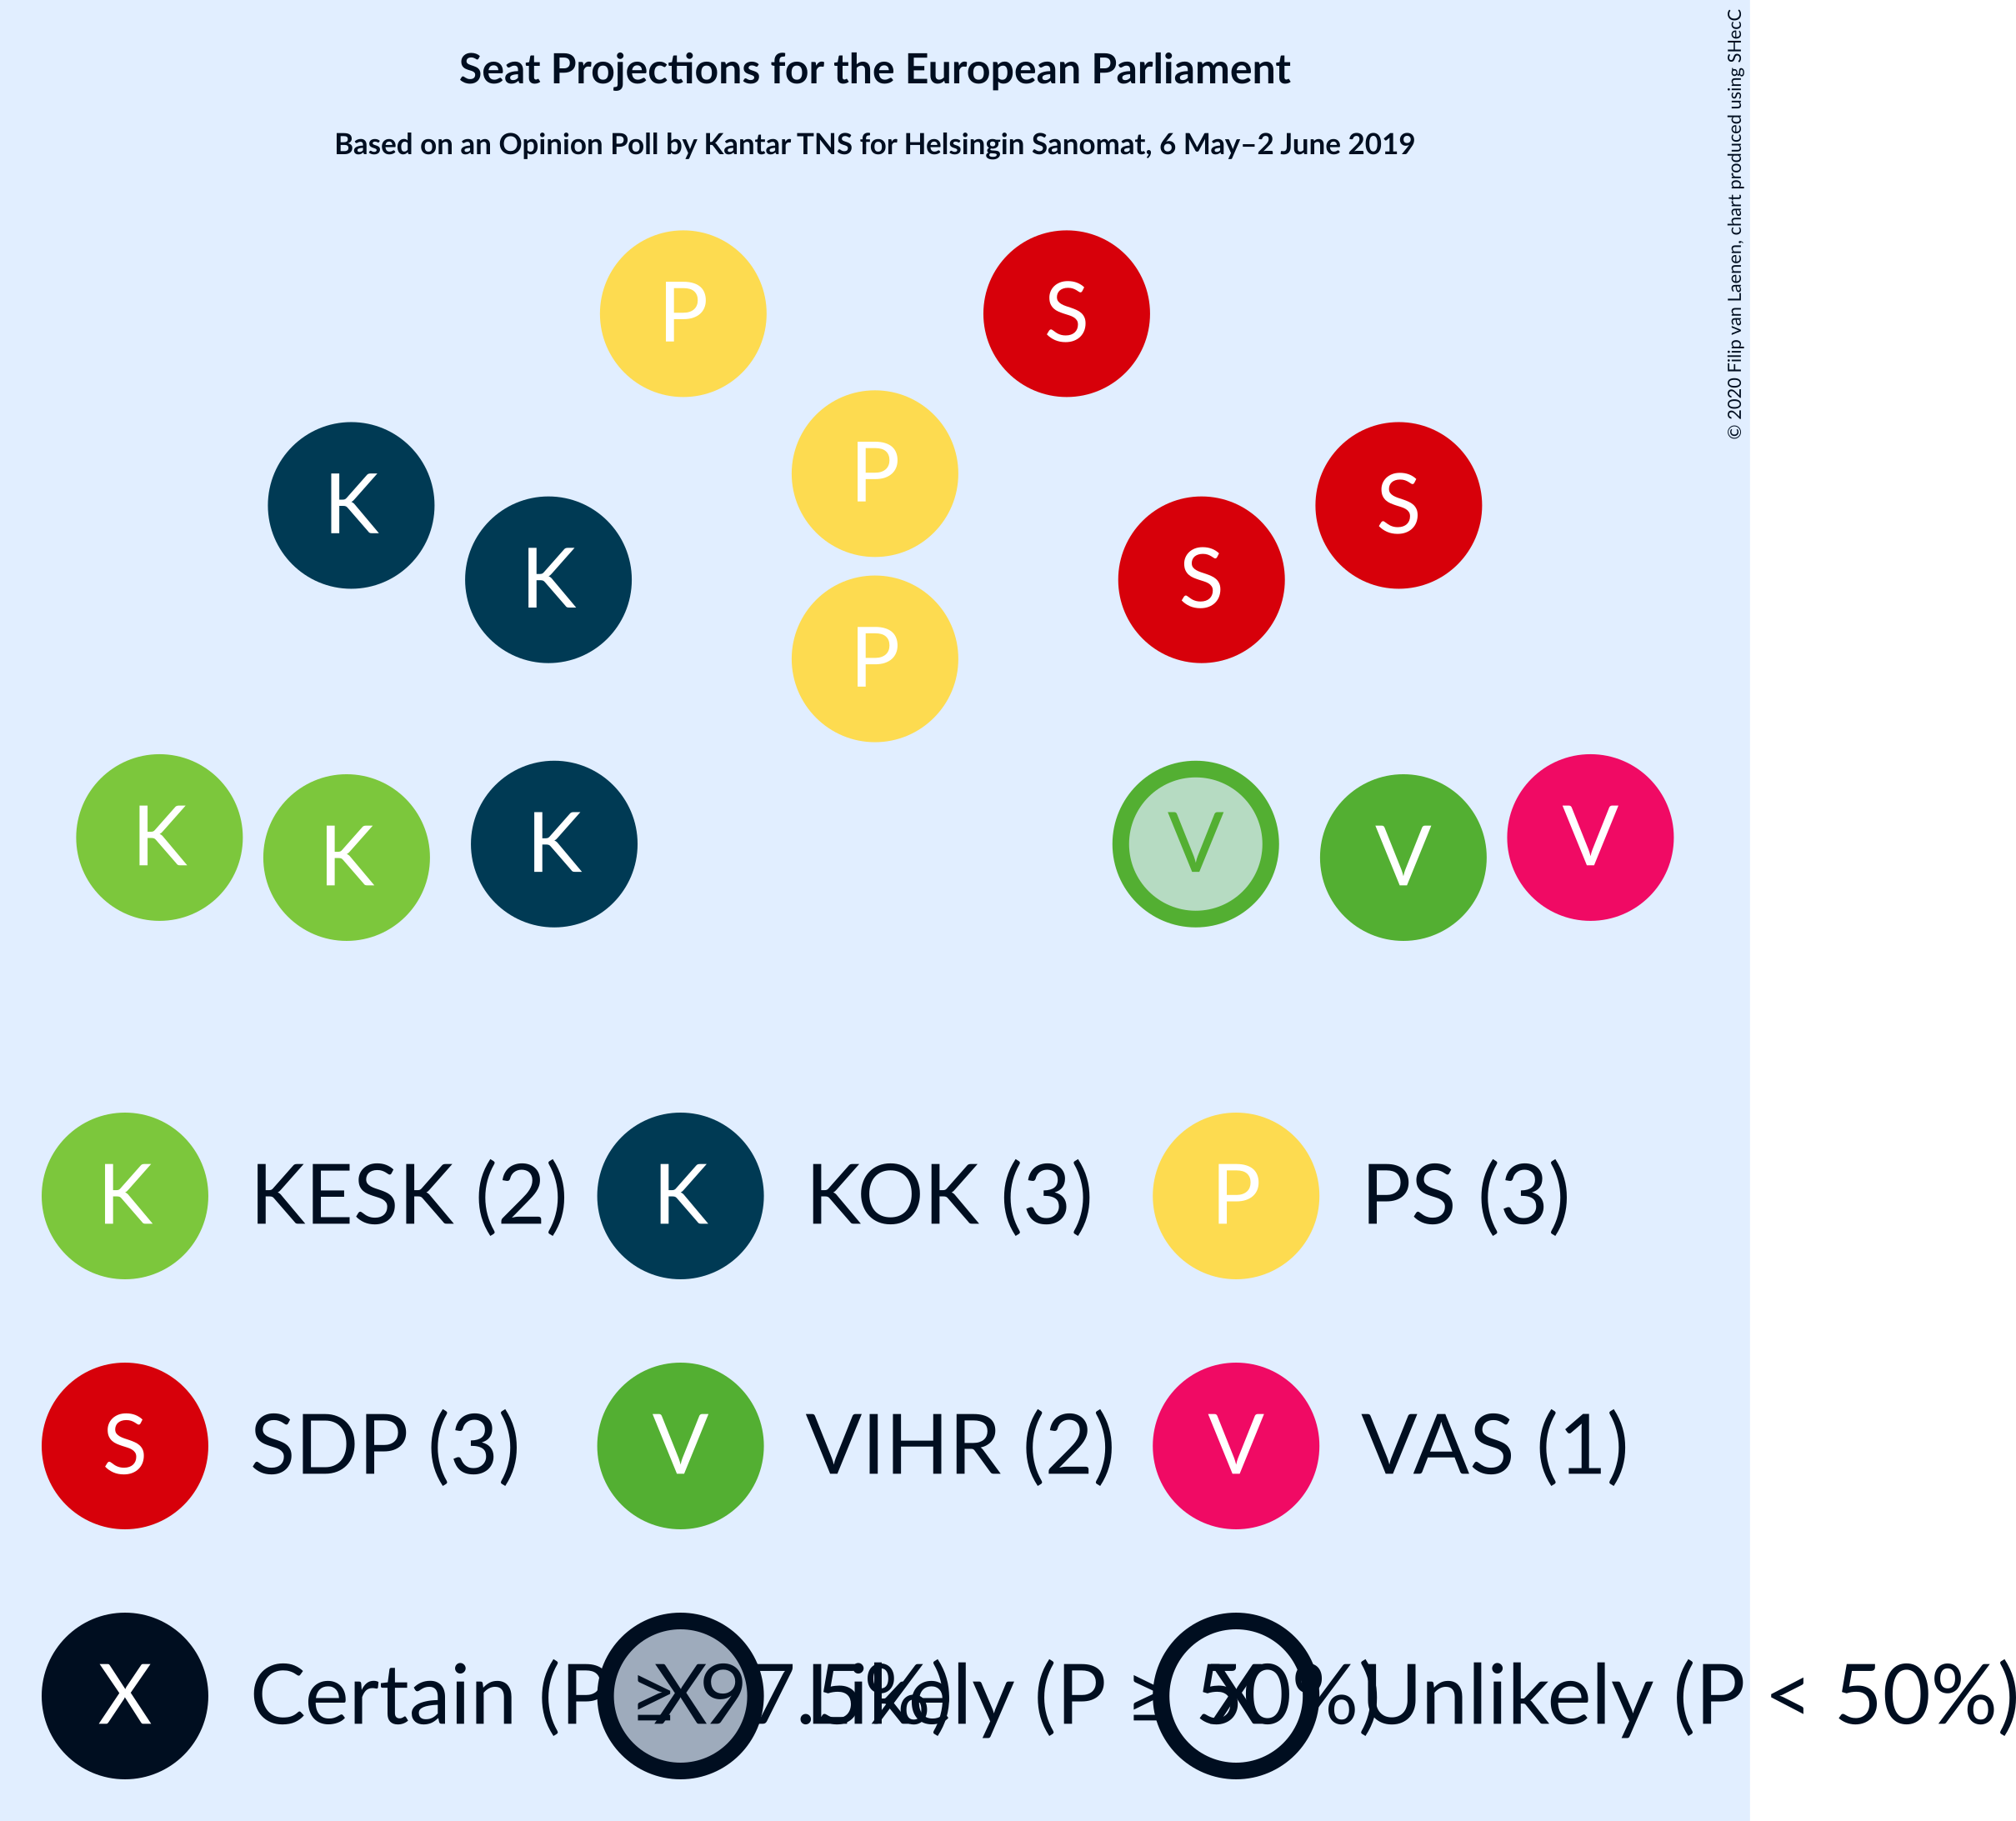 Seat Projections for the European Parliament
Based on an Opinion Poll by Kantar TNS for Helsingin Sanomat, 6 May–2 June 2019
© 2020 Filip van Laenen, chart produced using SHecC
P S
P
K S
K S
P
K K K V V V
K KESK (2) K KOK (3) P PS (3)
S SDP (3) V VIHR (2) V VAS (1)
X Certain (P ≥ 97.5%) X Likely (P ≥ 50%) X Unlikely (P < 50%)